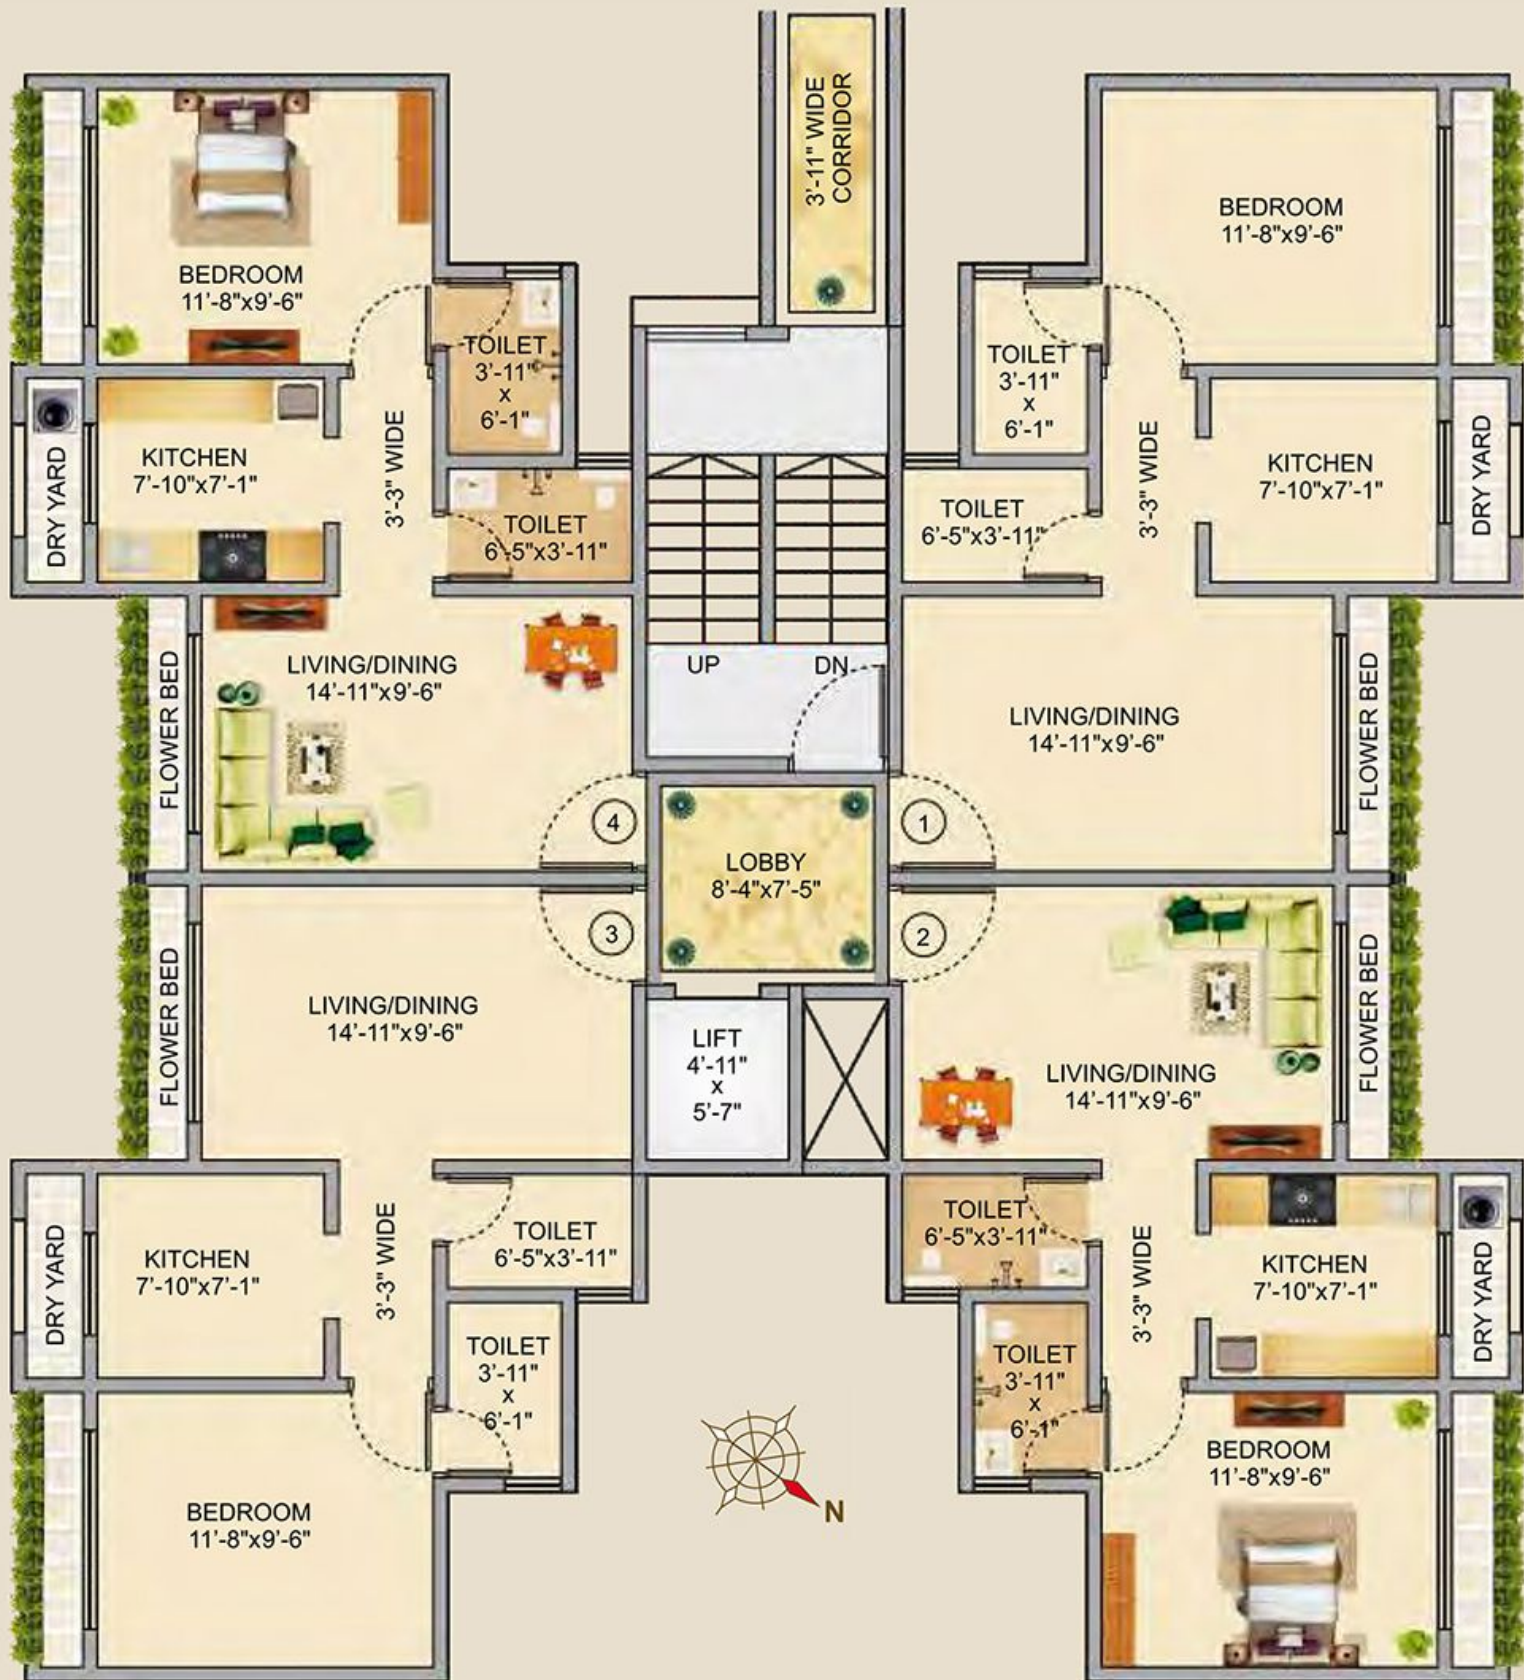 3'-11" WIDE
CORRIDOR
BEDROOM
11'-8"x9'-6"
TOILET
3'-11"
x
6'-1"
KITCHEN
7'-10"x7'-1"
DRY YARD
3'-3" WIDE
TOILET
6'-5"x3'-11"
LIVING/DINING
14'-11"x9'-6"
FLOWER BED
4
BEDROOM
11'-8"x9'-6"
TOILET
3'-11"
x
6'-1"
3'-3" WIDE
KITCHEN
7'-10"x7'-1"
DRY YARD
TOILET
6'-5"x3'-11"
LIVING/DINING
14'-11"x9'-6"
FLOWER BED
1
UP
DN
LOBBY
8'-4"x7'-5"
LIFT
4'-11"
x
5'-7"
3
FLOWER BED
LIVING/DINING
14'-11"x9'-6"
DRY YARD
KITCHEN
7'-10"x7'-1"
3'-3" WIDE
TOILET
6'-5"x3'-11"
TOILET
3'-11"
x
6'-1"
BEDROOM
11'-8"x9'-6"
2
LIVING/DINING
14'-11"x9'-6"
FLOWER BED
TOILET
6'-5"x3'-11"
3'-3" WIDE
KITCHEN
7'-10"x7'-1"
DRY YARD
TOILET
3'-11"
x
6'-1"
BEDROOM
11'-8"x9'-6"
N